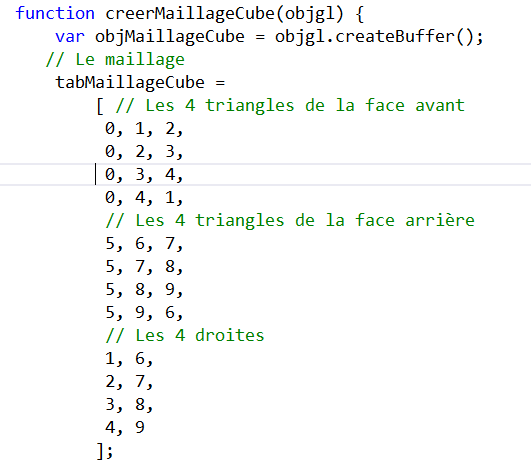 function creerMaillageCube(objgl) {
var objMaillageCube = objgl.createBuffer();
// Le maillage
tabMaillageCube =
[ // Les 4 triangles de la face avant
0, 1, 2,
0, 2, 3,
0, 3, 4,
0, 4, 1,
// Les 4 triangles de la face arrière
5, 6, 7,
5, 7, 8,
5, 8, 9,
5, 9, 6,
// Les 4 droites
1, 6,
2, 7,
3, 8,
4, 9
];